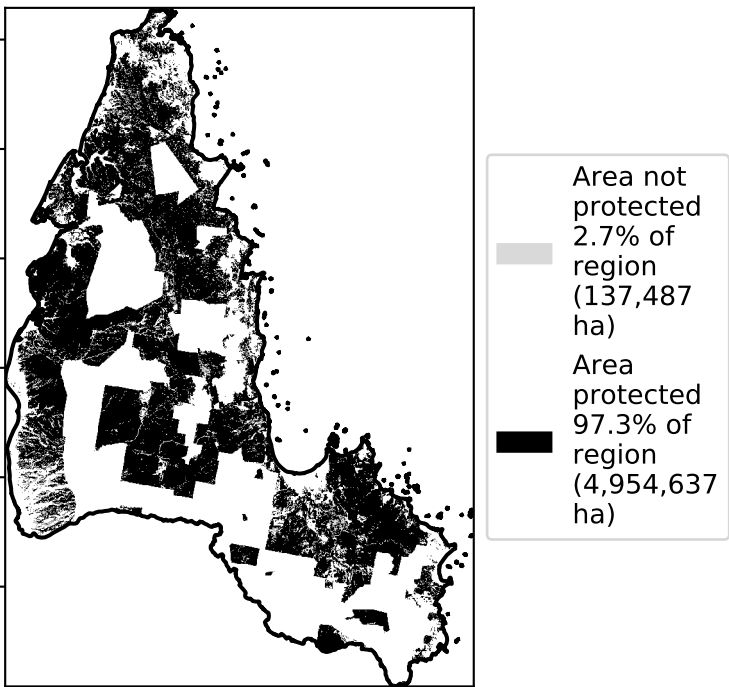 Area not
protected
2.7% of
region
(137,487
ha)
Area
protected
97.3% of
region
(4,954,637
ha)